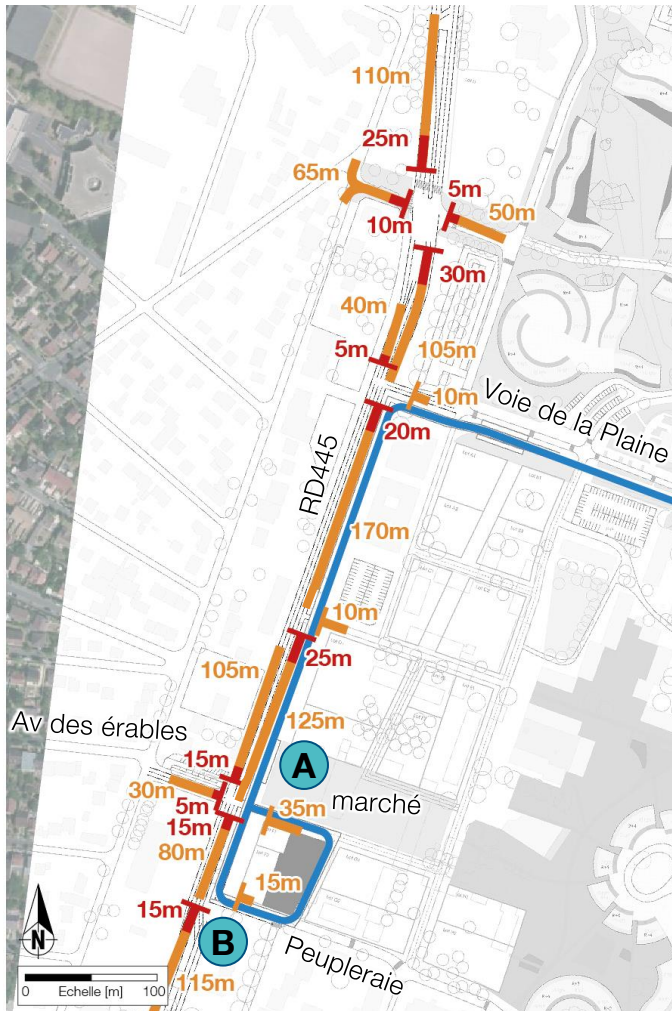 110m
25m
65m
5m
50m
10m
30m
40m
105m
5m
10m
Voie de la Plaine
20m
RD445
170m
10m
25m
105m
125m
Av des érables
15m
A
30m
5m
35m
marché
15m
80m
15m
15m
B
Peupleraie
115m
N
0 Echelle [m] 100